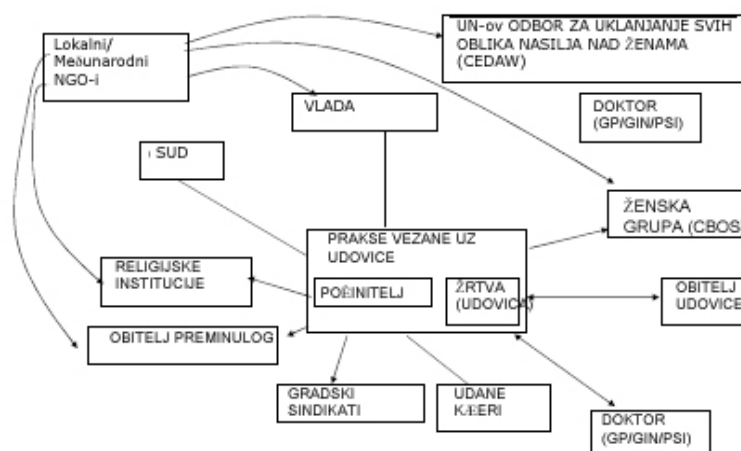 Lokalni/
Međunarodni
NGO-i
UN-ov ODBOR ZA UKLANJANJE SVIH
OBLIKA NASILJA NAD ŽENAMA
(CEDAW)
VLADA
DOKTOR
(GP/GIN/PSI)
SUD
ŽENSKA
GRUPA (CBOS
PRAKSE VEZANE UZ
UDOVICE
RELIGIJSKE
INSTITUCIJE
POÈINITELJ
ŽRTVA
(UDOVICA)
OBITELJ
UDOVICE
OBITELJ PREMINULOG
GRADSKI
SINDIKATI
UDANE
KÆERI
DOKTOR
(GP/GIN/PSI)